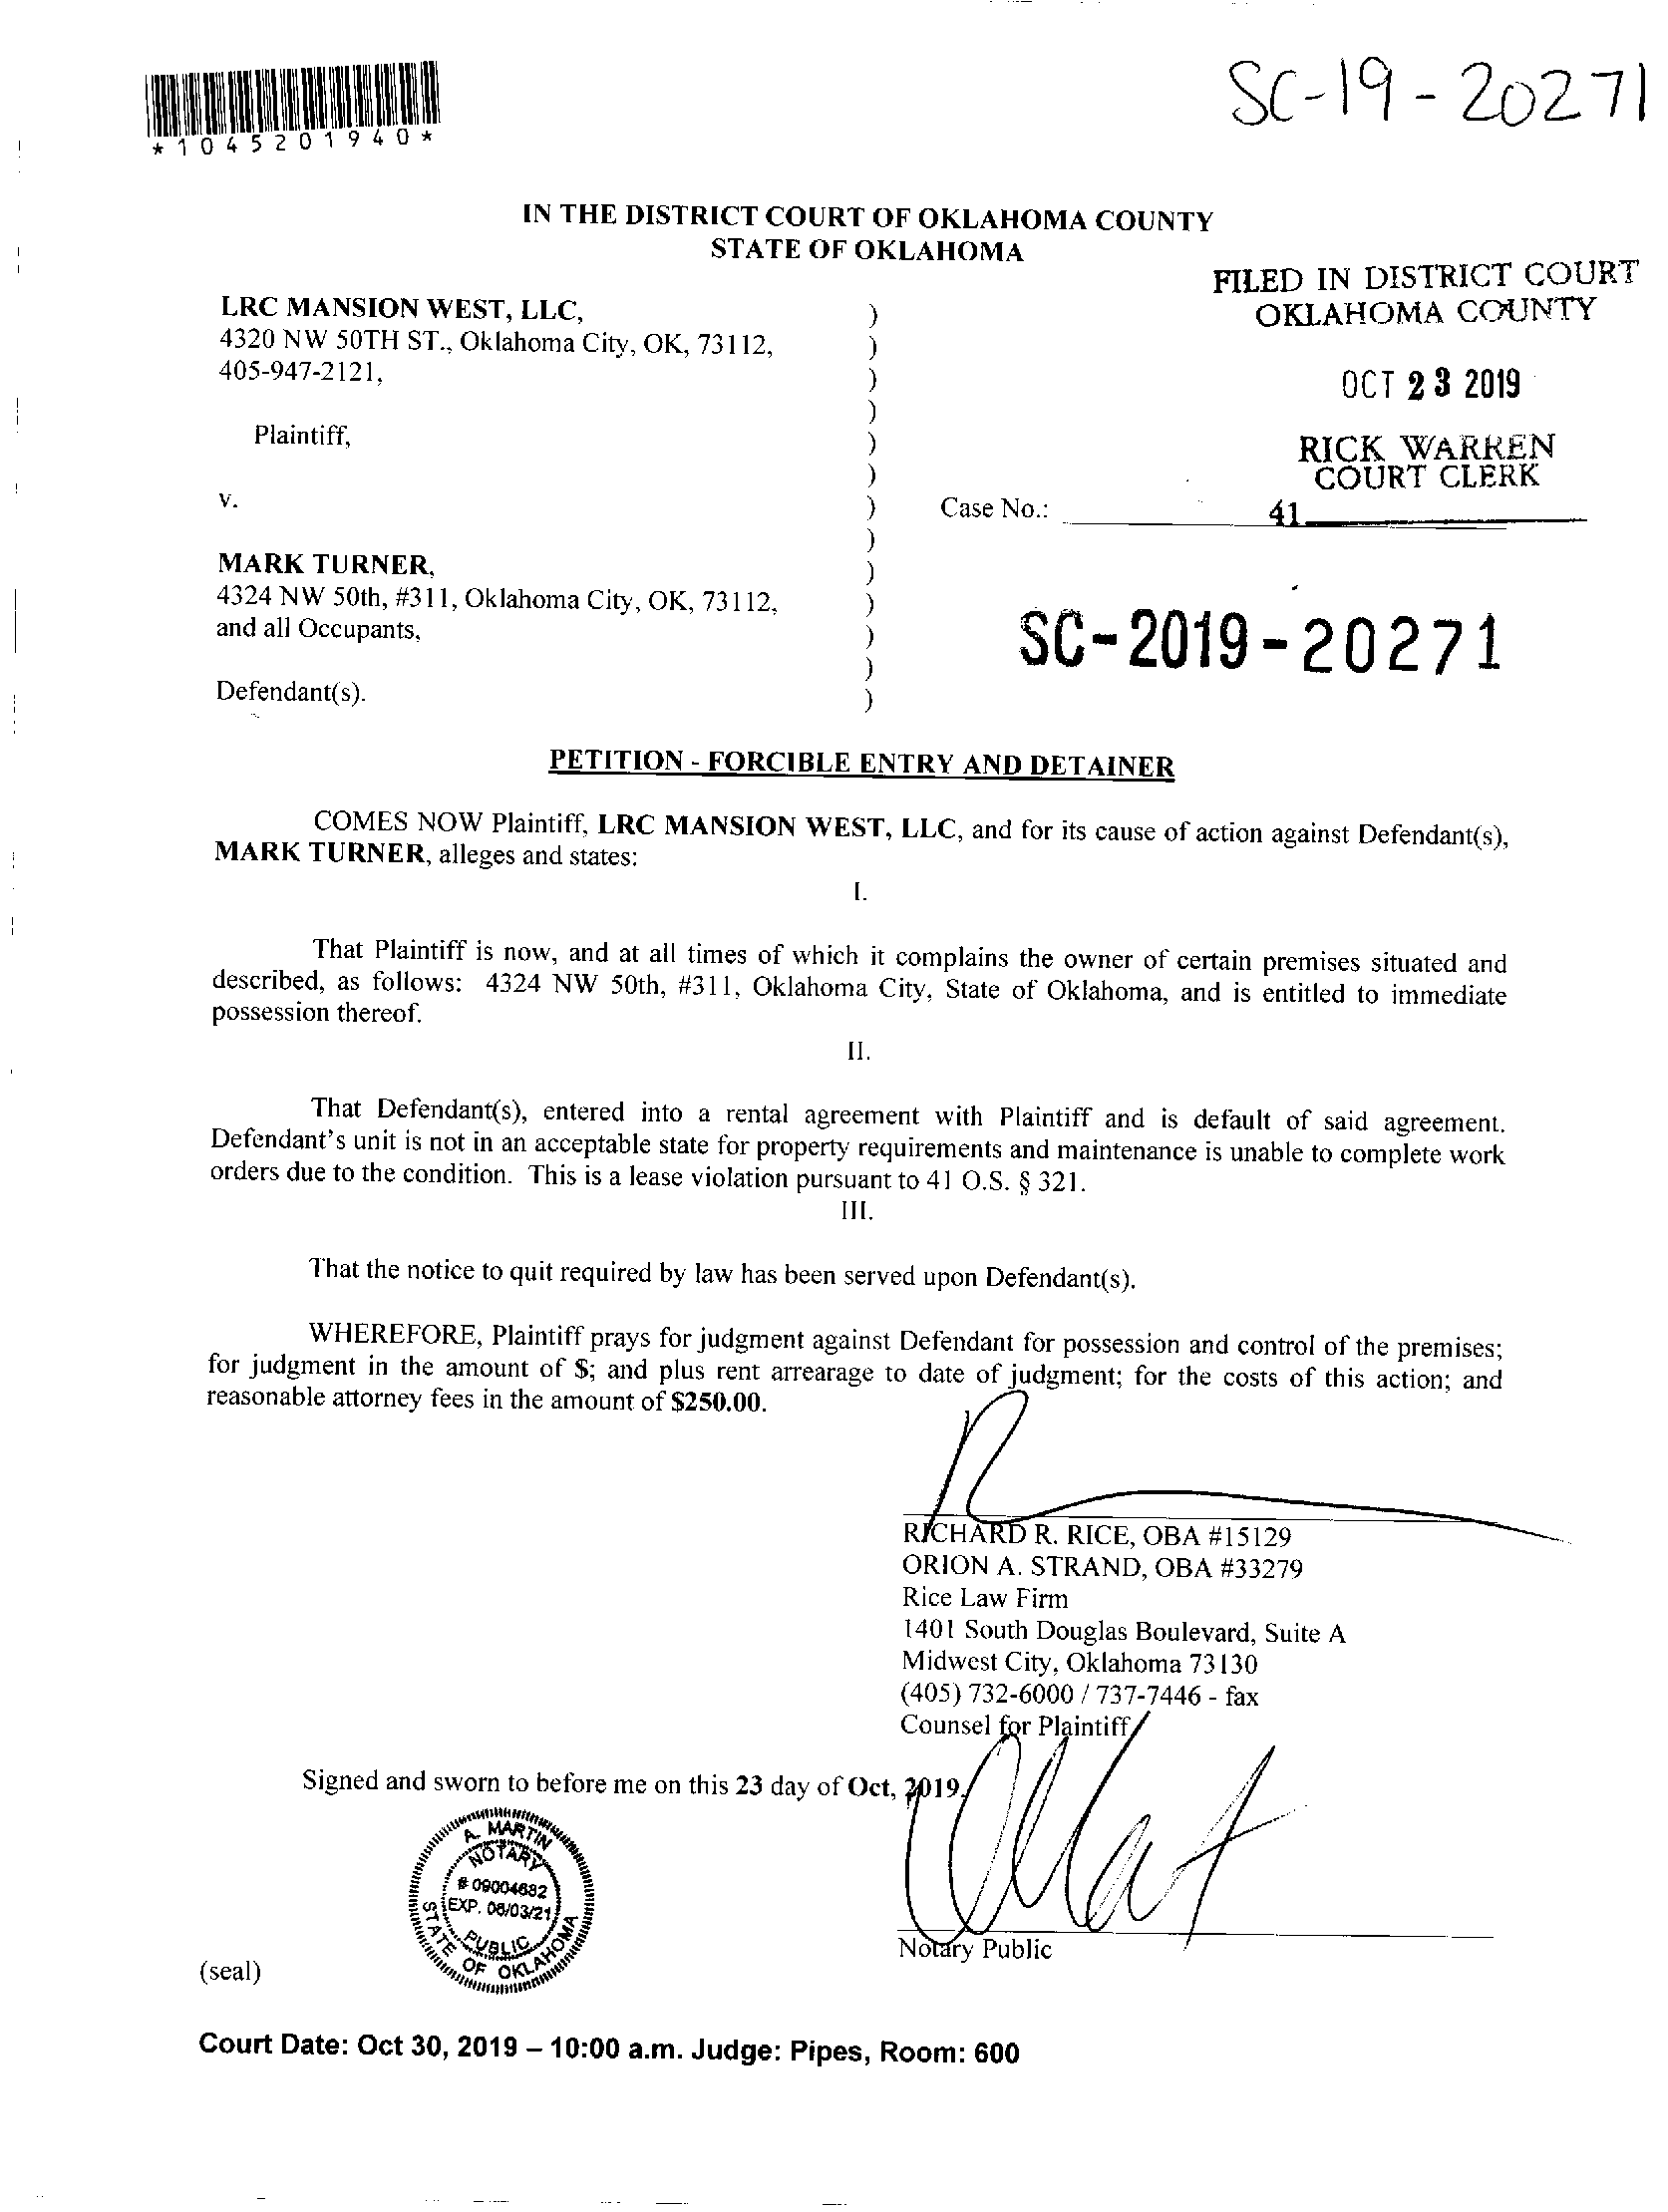 SC-19-20271
*1045201940*
IN THE DISTRICT COURT OF OKLAHOMA COUNTY
STATE OF OKLAHOMA
FILED IN DISTRICT COURT
OKLAHOMA COUNTY
LRC MANSION WEST, LLC, )
4320 NW 50TH ST., Oklahoma City, OK, 73112, )
405-947-2121, )
OCT 23 2019
)
Plaintiff, )
RICK WARREN
COURT CLERK
)
v. ) Case No.: 41
)
MARK TURNER, )
4324 NW 50th, #311, Oklahoma City, OK, 73112, )
and all Occupants, )
SC-2019-20271
)
Defendant(s). )
PETITION - FORCIBLE ENTRY AND DETAINER
COMES NOW Plaintiff, LRC MANSION WEST, LLC, and for its cause of action against Defendant(s),
MARK TURNER, alleges and states:
I.
That Plaintiff is now, and at all times of which it complains the owner of certain premises situated and
described, as follows: 4324 NW 50th, #311, Oklahoma City, State of Oklahoma, and is entitled to immediate
possession thereof.
II.
That Defendant(s), entered into a rental agreement with Plaintiff and is default of said agreement.
Defendant's unit is not in an acceptable state for property requirements and maintenance is unable to complete work
orders due to the condition. This is a lease violation pursuant to 41 O.S. § 321.
III.
That the notice to quit required by law has been served upon Defendant(s).
WHEREFORE, Plaintiff prays for judgment against Defendant for possession and control of the premises;
for judgment in the amount of $; and plus rent arrearage to date of judgment; for the costs of this action; and
reasonable attorney fees in the amount of $250.00.
RICHARD R. RICE, OBA #15129
ORION A. STRAND, OBA #33279
Rice Law Firm
1401 South Douglas Boulevard, Suite A
Midwest City, Oklahoma 73130
(405) 732-6000 / 737-7446 - fax
Counsel for Plaintiff
Signed and sworn to before me on this 23 day of Oct, 2019.
A. MARTIN
NOTARY
# 09004682
EXP. 06/03/21
PUBLIC
STATE OF OKLAHOMA
Notary Public
(seal)
Court Date: Oct 30, 2019 – 10:00 a.m. Judge: Pipes, Room: 600